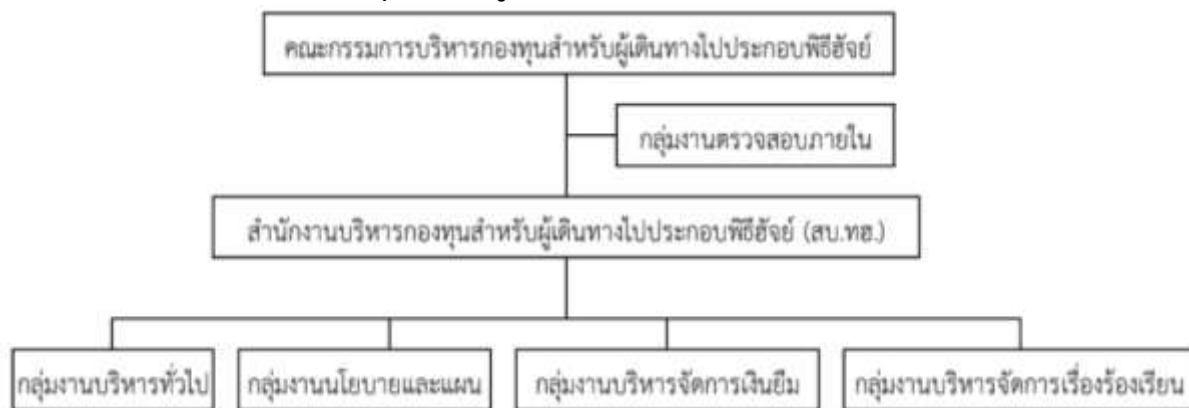 คณะกรรมการบริหารกองทุนสำหรับผู้เดินทางไปประกอบพิธีฮัจย์
กลุ่มงานตรวจสอบภายใน
สำนักงานบริหารกองทุนสำหรับผู้เดินทางไปประกอบพิธีฮัจย์ (สบ.ทฮ.)
กลุ่มงานบริหารทั่วไป
กลุ่มงานนโยบายและแผน
กลุ่มงานบริหารจัดการเงินยืม
กลุ่มงานบริหารจัดการเรื่องร้องเรียน